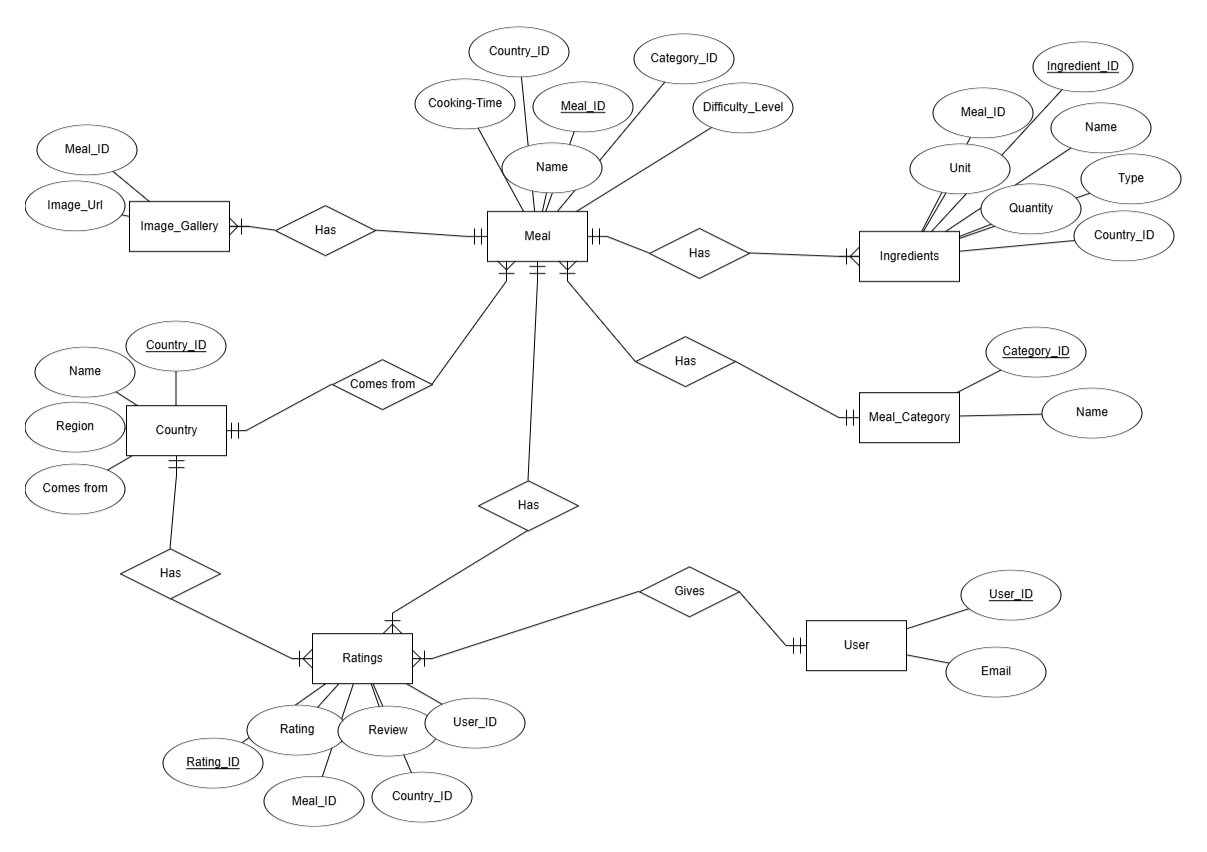 Country_ID
Category_ID
Ingredient_ID
Cooking-Time
Meal_ID
Difficulty_Level
Meal_ID
Name
Meal_ID
Name
Unit
Type
Image_Url
Quantity
Image_Gallery
Has
Meal
Country_ID
Has
Ingredients
Country_ID
Category_ID
Name
Has
Comes from
Name
Region
Country
Meal_Category
Comes from
Has
Has
Gives
User_ID
User
Ratings
Email
Rating
Review
User_ID
Rating_ID
Meal_ID
Country_ID